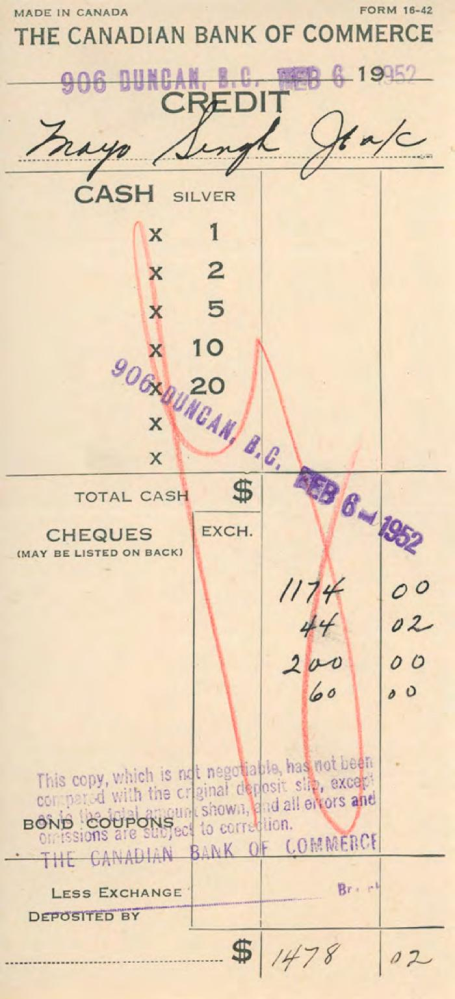 MADE IN CANADA FORM 16-42
THE CANADIAN BANK OF COMMERCE
906 DUNCAN, B.C. FEB 6 19 1952
CREDIT
Mayo Singh Jt a/c
CASH SILVER
x 1
x 2
x 5
x 10
x 20
x
x
906 DUNCAN, B.C. FEB 6 - 1952
TOTAL CASH $
CHEQUES EXCH.
(MAY BE LISTED ON BACK)
1174 00
44 02
200 00
60 00
This copy, which is not negotiable, has not been
compared with the original deposit slip, except
as to the total amount shown, and all errors and
BOND COUPONS
omissions are subject to correction.
THE CANADIAN BANK OF COMMERCE
LESS EXCHANGE
DEPOSITED BY
$ 1478 02